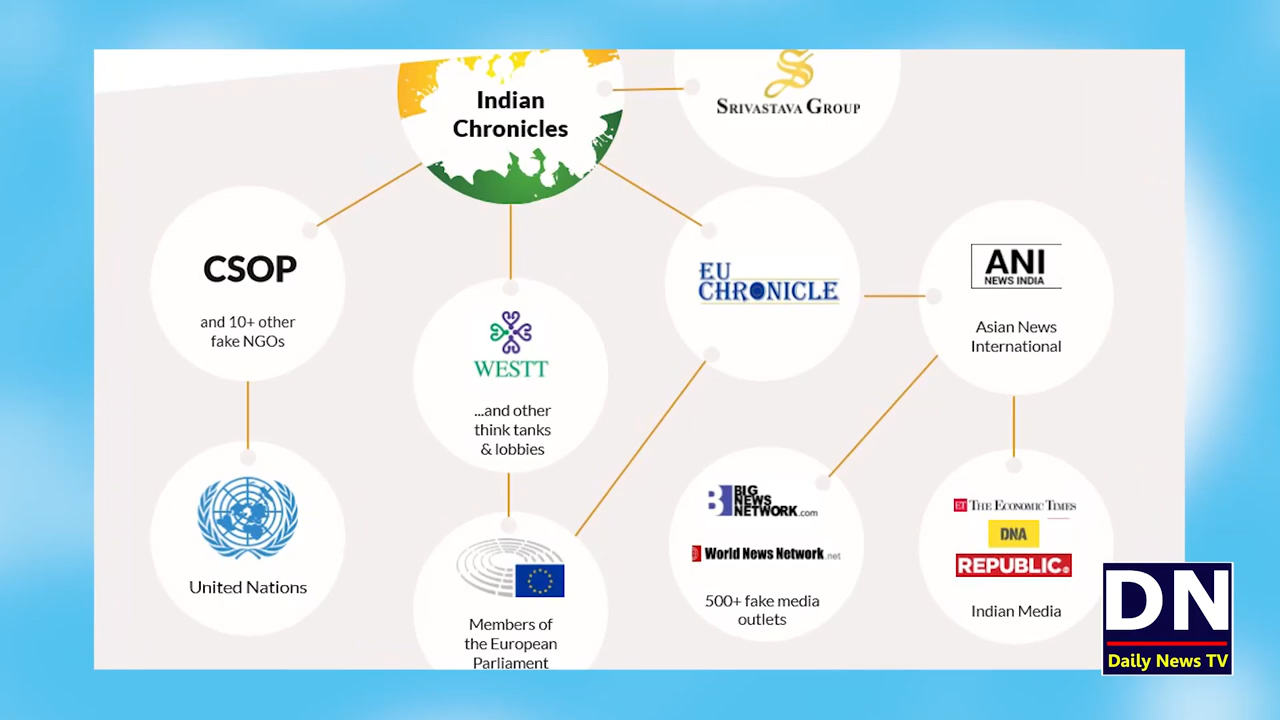 Indian
Chronicles
S
SRIVASTAVA GROUP
CSOP
and 10+ other
fake NGOs
WESTT
...and other
think tanks
& lobbies
EU
CHRONICLE
ANI
NEWS INDIA
Asian News
International
United Nations
Members of
the European
Parliament
B BIG
NEWS
NETWORK.com
World News Network.net
500+ fake media
outlets
ET THE ECONOMIC TIMES
DNA
REPUBLIC.
Indian Media
DN
Daily News TV